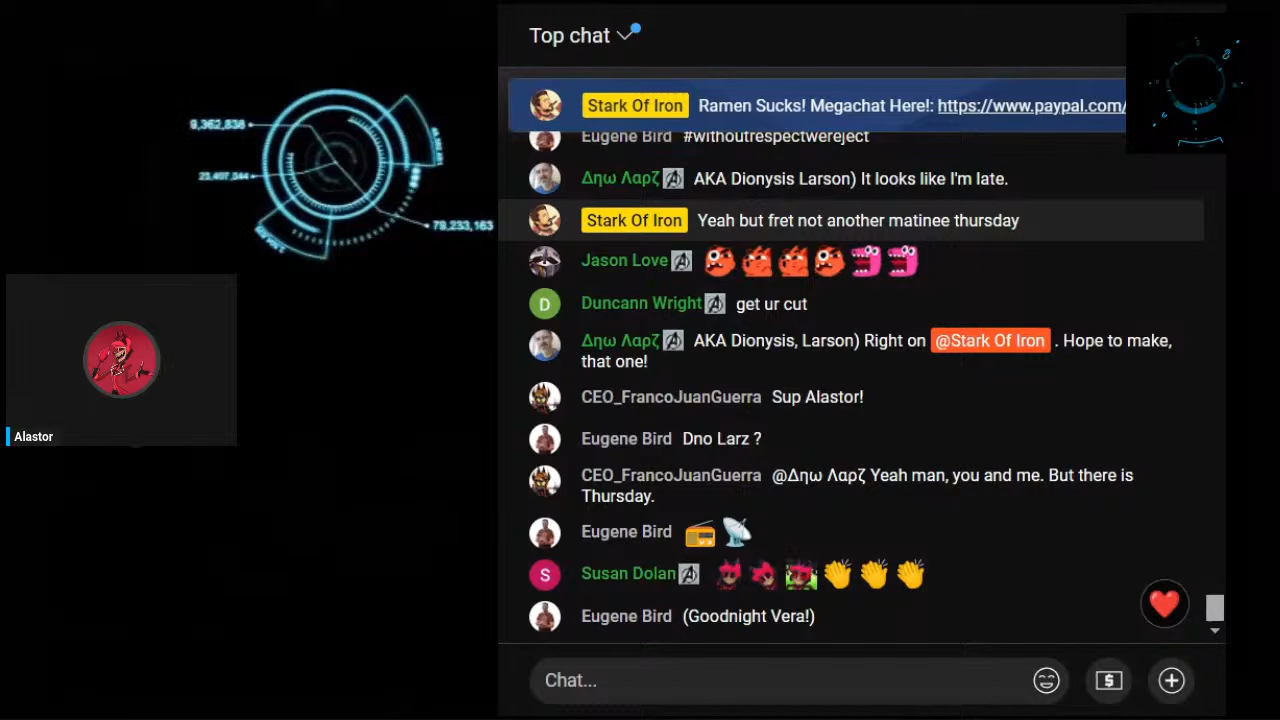 Top chat
Stark Of Iron Ramen Sucks! Megachat Here!: https://www.paypal.com/
Eugene Bird #withoutrespectwereject
Δηω Λαρζ AKA Dionysis Larson) It looks like I'm late.
Stark Of Iron Yeah but fret not another matinee thursday
Jason Love
D Duncann Wright get ur cut
Δηω Λαρζ AKA Dionysis, Larson) Right on @Stark Of Iron . Hope to make,
that one!
CEO_FrancoJuanGuerra Sup Alastor!
Eugene Bird Dno Larz ?
CEO_FrancoJuanGuerra @Δηω Λαρζ Yeah man, you and me. But there is
Thursday.
Eugene Bird
S Susan Dolan
Eugene Bird (Goodnight Vera!)
Chat...
9,362,838
79,233,163
Alastor